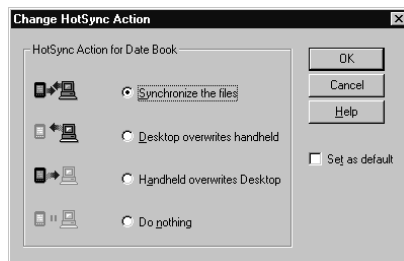 Change HotSync Action
HotSync Action for Date Book
Synchronize the files
Desktop overwrites handheld
Handheld overwrites Desktop
Do nothing
OK
Cancel
Help
Set as default